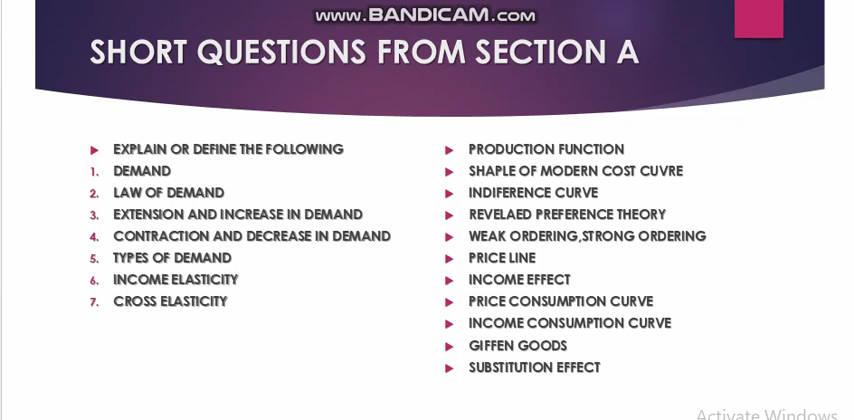 www.BANDICAM.com
SHORT QUESTIONS FROM SECTION A
EXPLAIN OR DEFINE THE FOLLOWING
1. DEMAND
2. LAW OF DEMAND
3. EXTENSION AND INCREASE IN DEMAND
4. CONTRACTION AND DECREASE IN DEMAND
5. TYPES OF DEMAND
6. INCOME ELASTICITY
7. CROSS ELASTICITY
PRODUCTION FUNCTION
SHAPLE OF MODERN COST CUVRE
INDIFERENCE CURVE
REVELAED PREFERENCE THEORY
WEAK ORDERING,STRONG ORDERING
PRICE LINE
INCOME EFFECT
PRICE CONSUMPTION CURVE
INCOME CONSUMPTION CURVE
GIFFEN GOODS
SUBSTITUTION EFFECT
Activate Windows